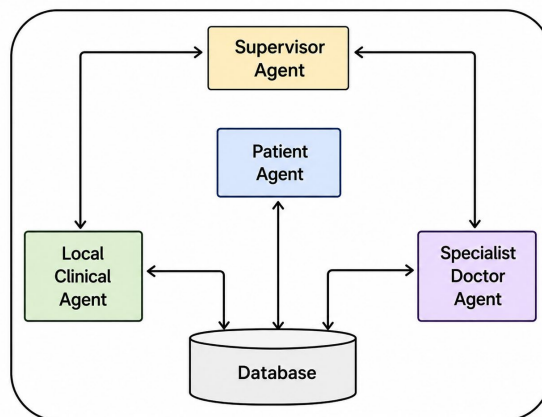 Supervisor
Agent
Patient
Agent
Local
Clinical
Agent
Specialist
Doctor
Agent
Database